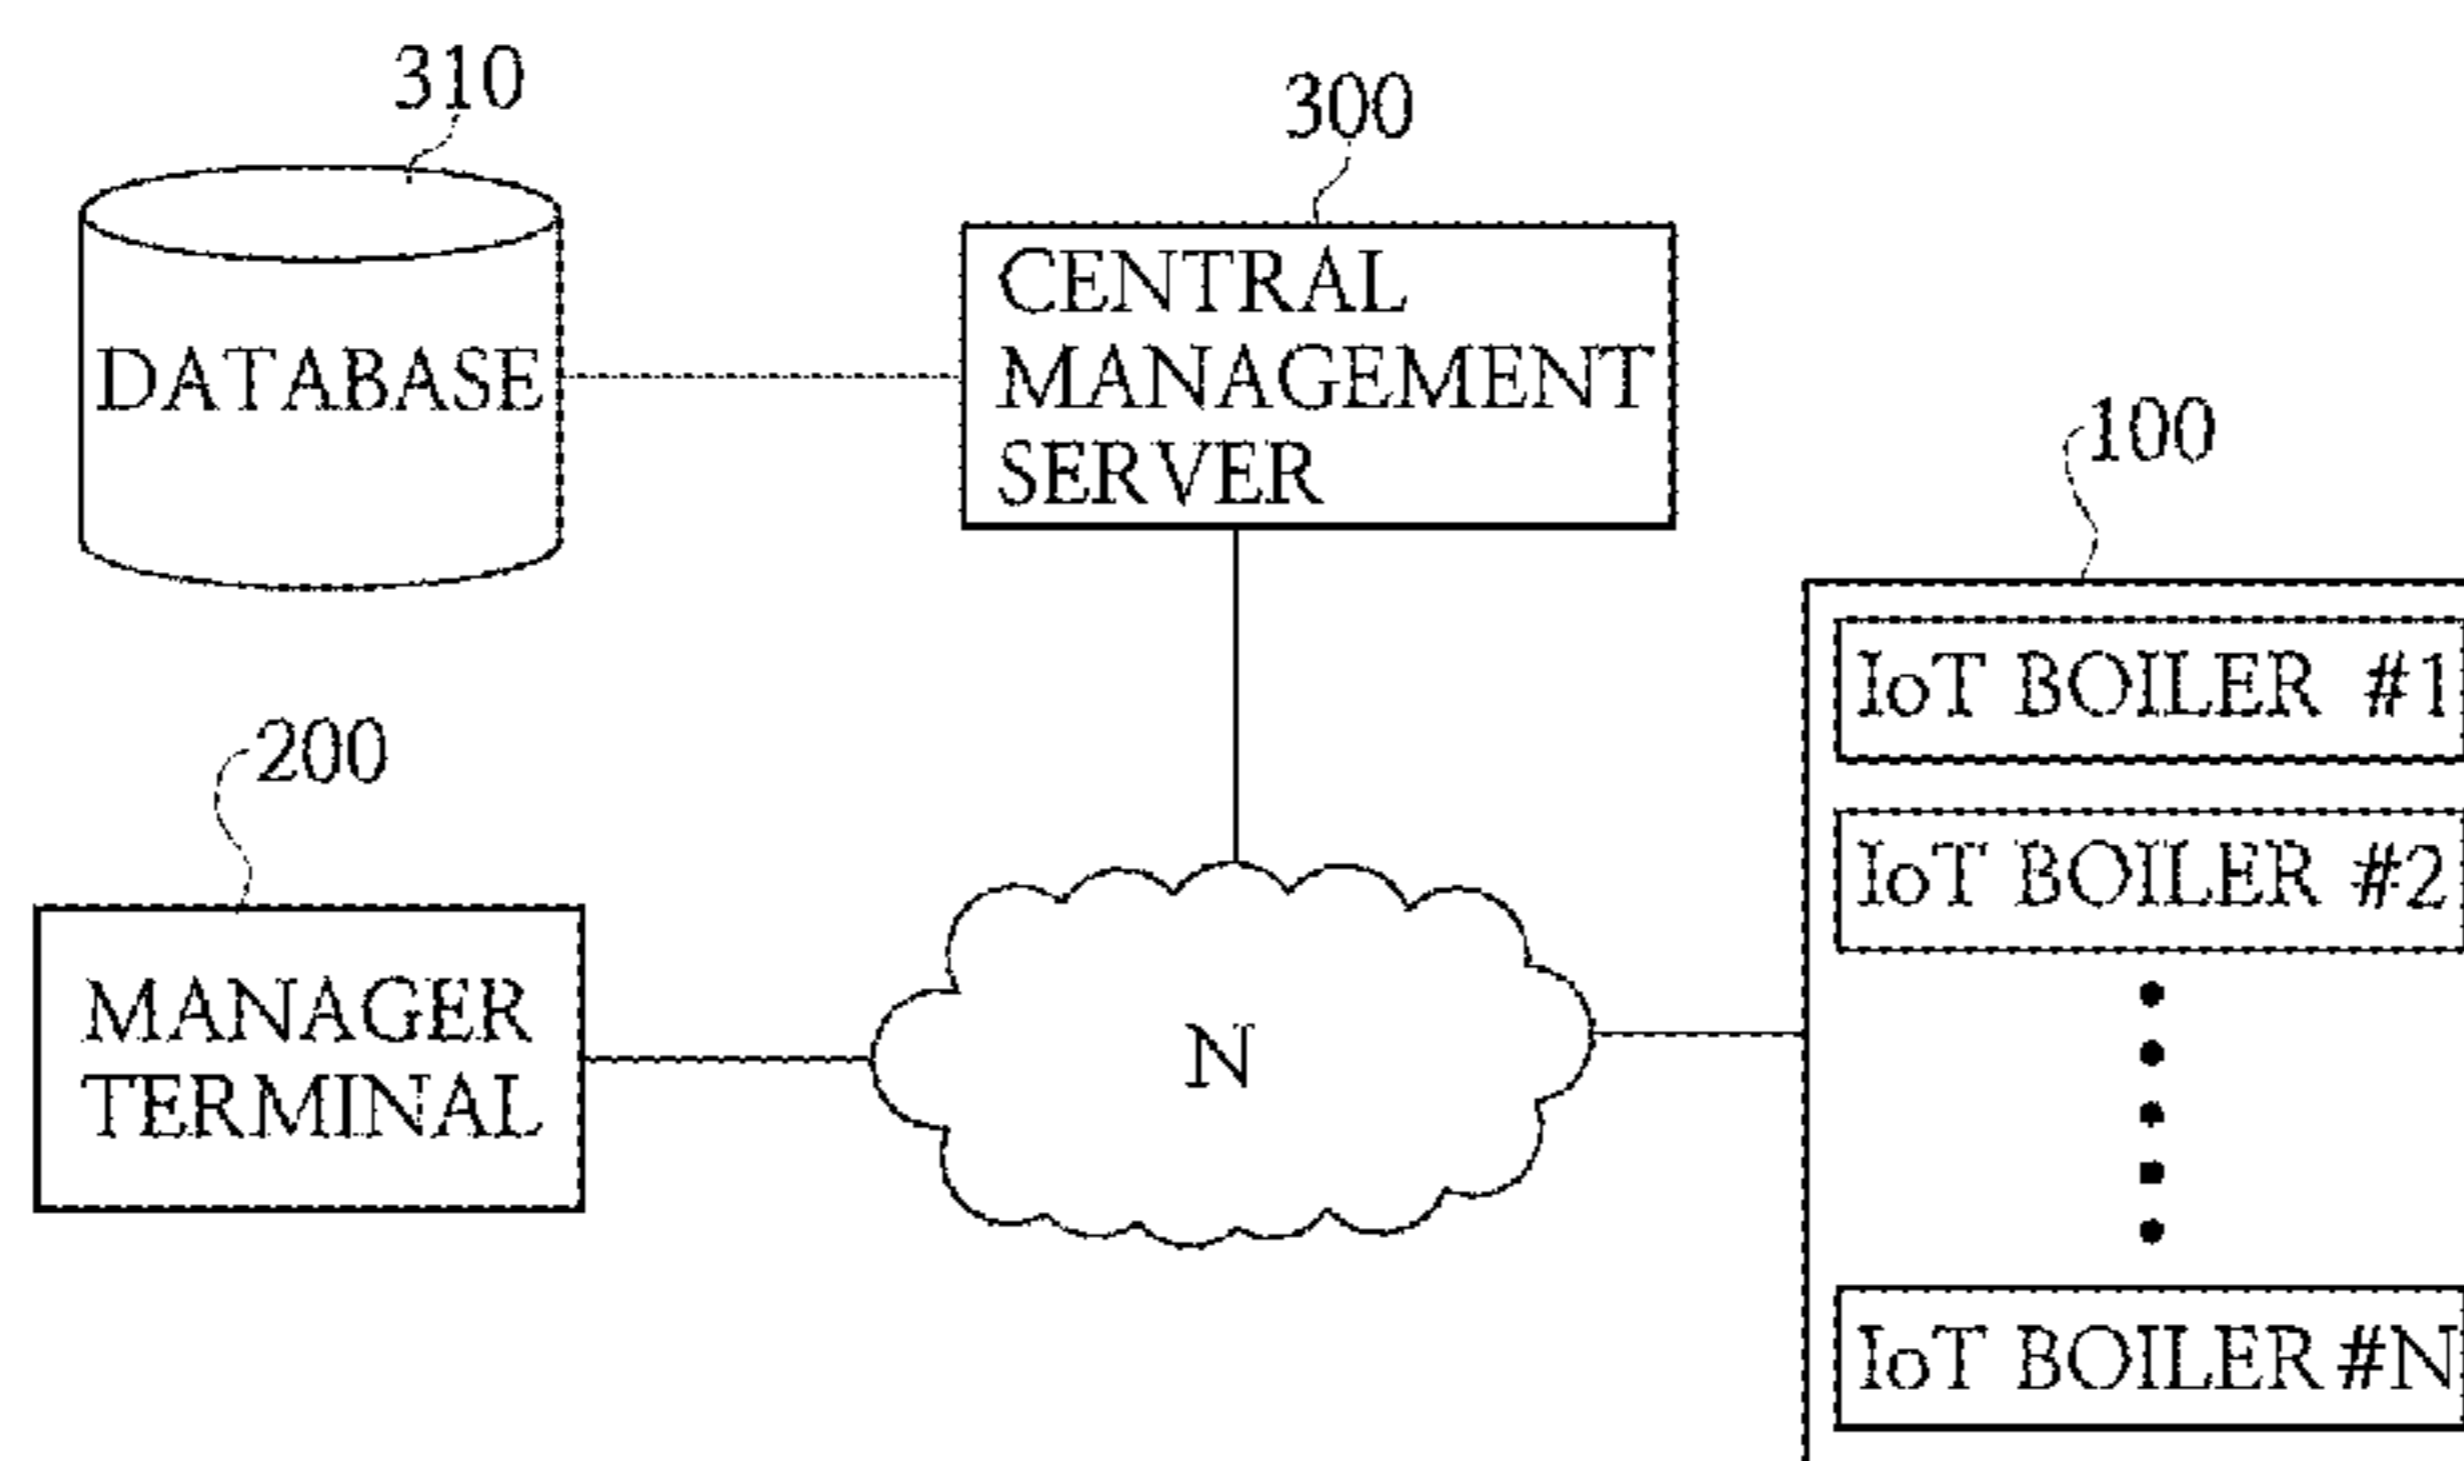 310
300
CENTRAL
MANAGEMENT
SERVER
DATABASE
100
IoT BOILER #1
200
IoT BOILER #2
MANAGER
TERMINAL
N
IoT BOILER #N